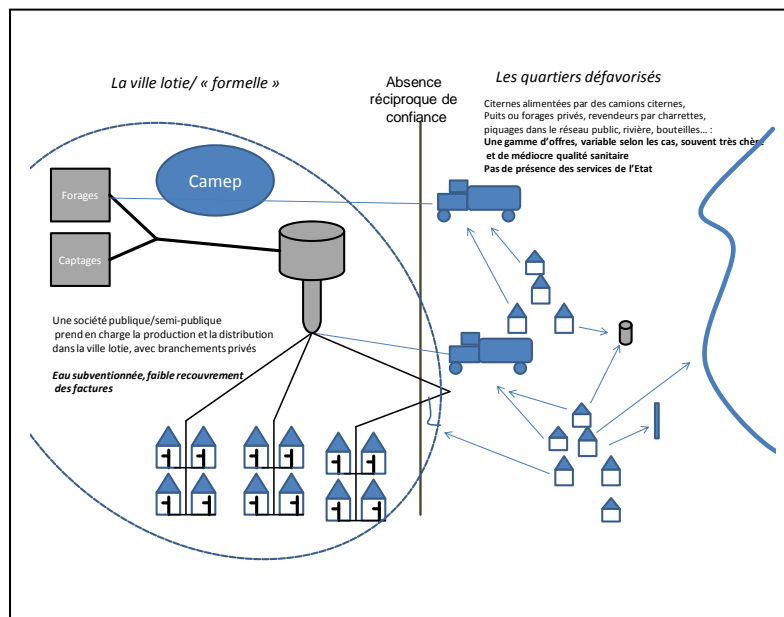 La ville lotie/ « formelle »
Absence
réciproque de
confiance
Les quartiers défavorisés
Citernes alimentées par des camions citernes,
Puits ou forages privés, revendeurs par charrettes,
piquages dans le réseau public, rivière, bouteilles… :
Une gamme d'offres, variable selon les cas, souvent très chère
et de médiocre qualité sanitaire
Pas de présence des services de l'Etat
Camep
Forages
Captages
Une société publique/semi-publique
prend en charge la production et la distribution
dans la ville lotie, avec branchements privés
Eau subventionnée, faible recouvrement
des factures